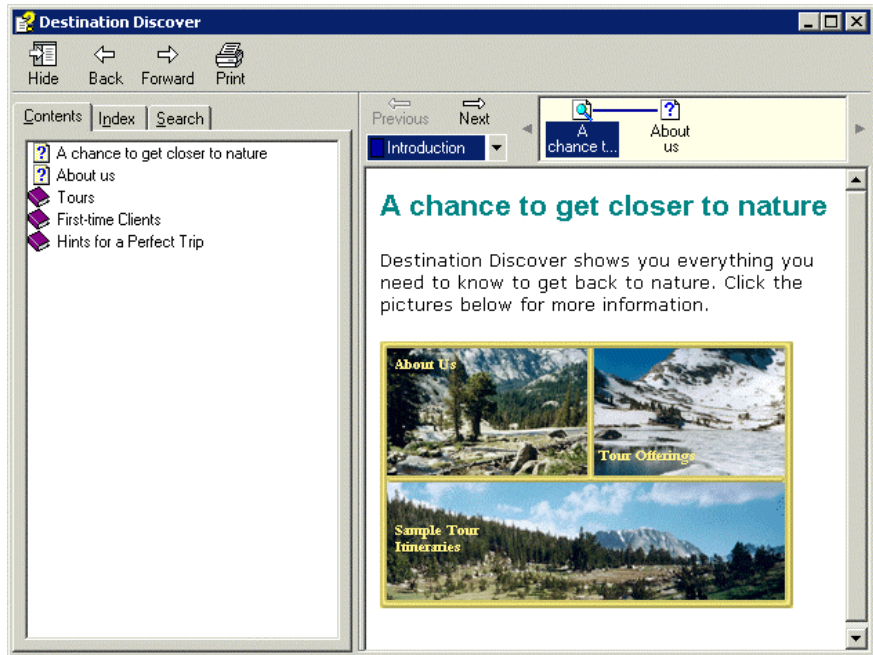 Destination Discover
Hide Back Forward Print
Contents Index Search
A chance to get closer to nature
About us
Tours
First-time Clients
Hints for a Perfect Trip
Previous Next
Introduction
A
chance t...
About
us
A chance to get closer to nature
Destination Discover shows you everything you
need to know to get back to nature. Click the
pictures below for more information.
About Us
Tour Offerings
Sample Tour
Itineraries